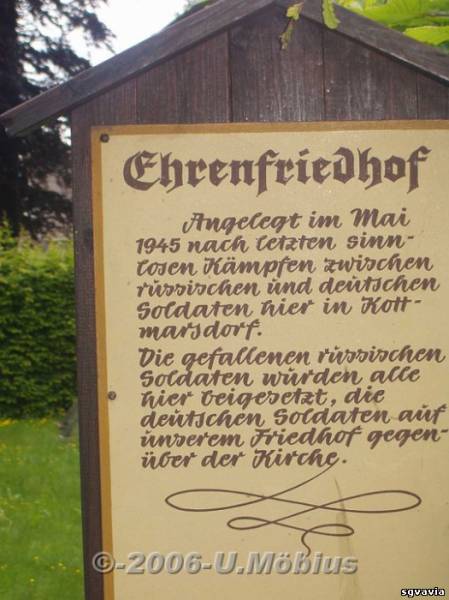 Ehrenfriedhof
Angelegt im Mai
1945 nach letzten sinn-
losen Kämpfen zwischen
russischen und deutschen
Soldaten hier in Kott-
marsdorf.
Die gefallenen russischen
Soldaten wurden alle
hier beigesetzt, die
deutschen Soldaten auf
unserem Friedhof gegen-
über der Kirche.
©-2006-U.Möbius
sgvavia